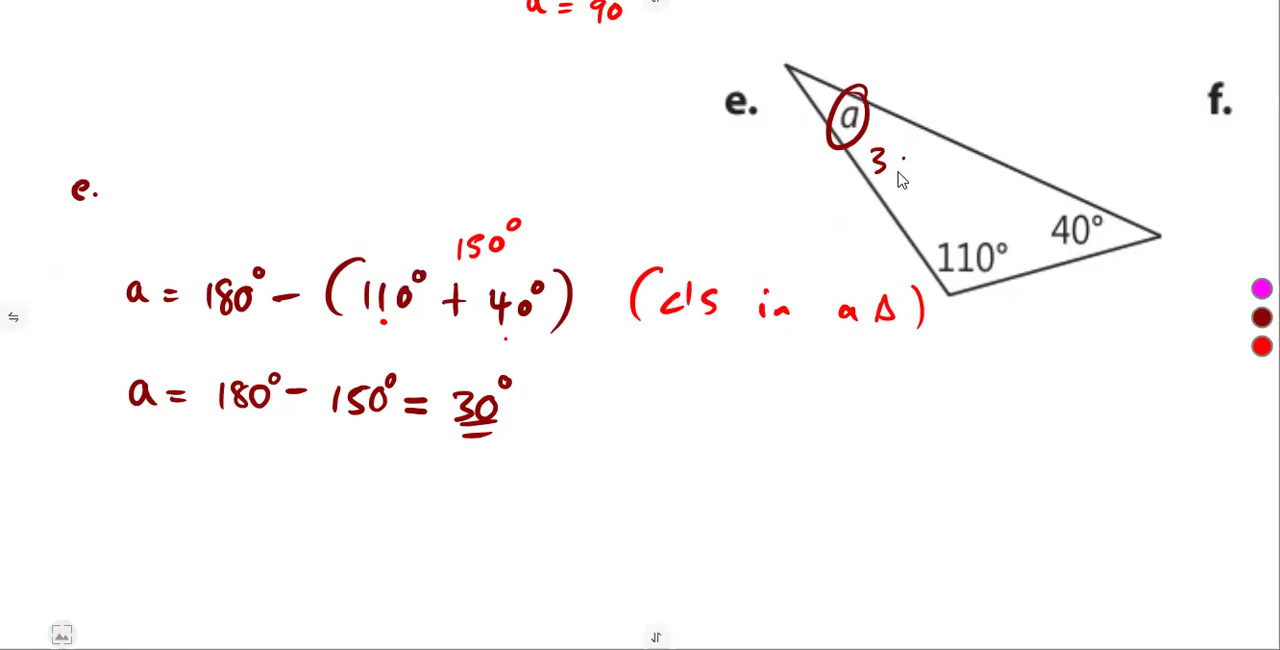 a = 90
e.
f.
a
3
e.
40°
110°
150°
a = 180° - (110° + 40°) (∠'s in a Δ)
a = 180° - 150° = 30°